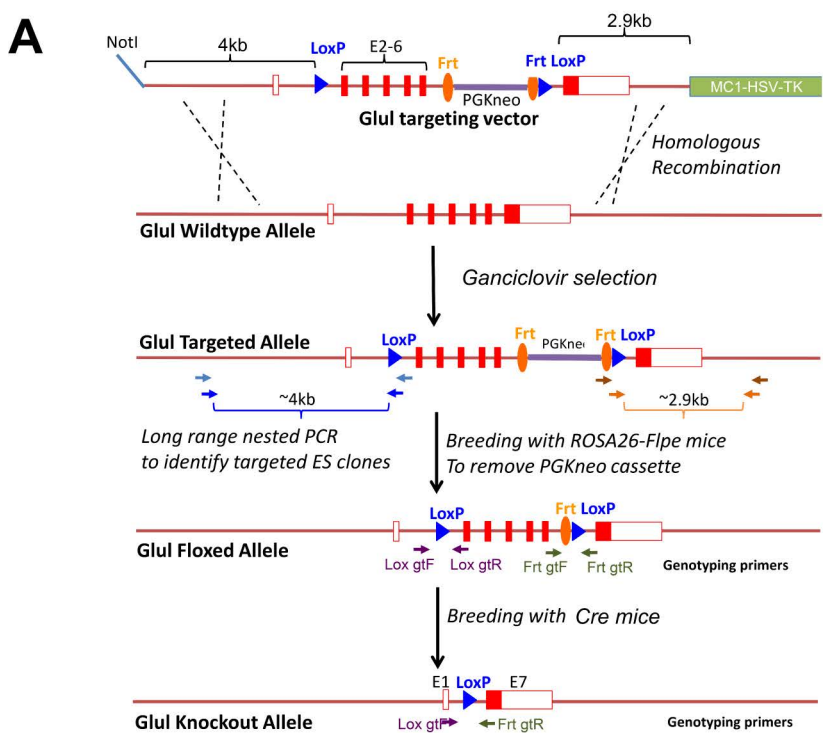 A
NotI
4kb
LoxP
E2-6
Frt
Frt LoxP
2.9kb
PGKneo
MC1-HSV-TK
Glul targeting vector
Homologous
Recombination
Glul Wildtype Allele
Ganciclovir selection
Glul Targeted Allele
LoxP
Frt
PGKneo
Frt
LoxP
~4kb
~2.9kb
Long range nested PCR
to identify targeted ES clones
Breeding with ROSA26-Flpe mice
To remove PGKneo cassette
LoxP
Frt
LoxP
Glul Floxed Allele
Lox gtF
Lox gtR
Frt gtF
Frt gtR
Genotyping primers
Breeding with Cre mice
E1
LoxP
E7
Glul Knockout Allele
Lox gtF
Frt gtR
Genotyping primers